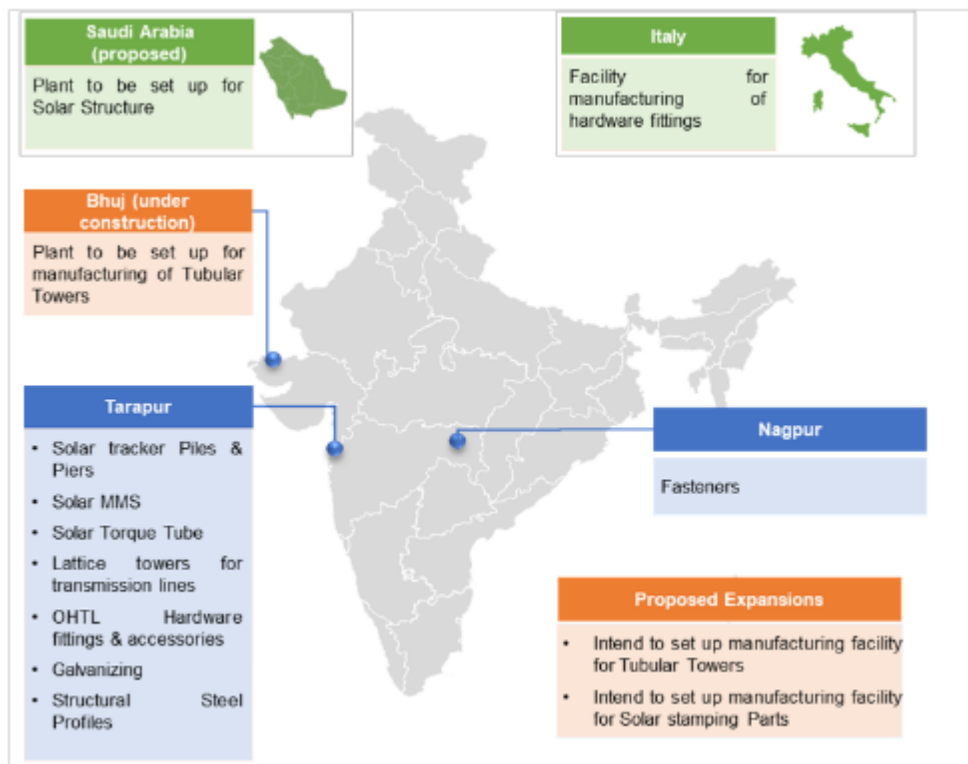 Saudi Arabia
(proposed)
Plant to be set up for
Solar Structure
Italy
Facility for
manufacturing of
hardware fittings
Bhuj (under
construction)
Plant to be set up for
manufacturing of Tubular
Towers
Tarapur
• Solar tracker Piles &
Piers
• Solar MMS
• Solar Torque Tube
• Lattice towers for
transmission lines
• OHTL Hardware
fittings & accessories
• Galvanizing
• Structural Steel
Profiles
Nagpur
Fasteners
Proposed Expansions
• Intend to set up manufacturing facility
for Tubular Towers
• Intend to set up manufacturing facility
for Solar stamping Parts